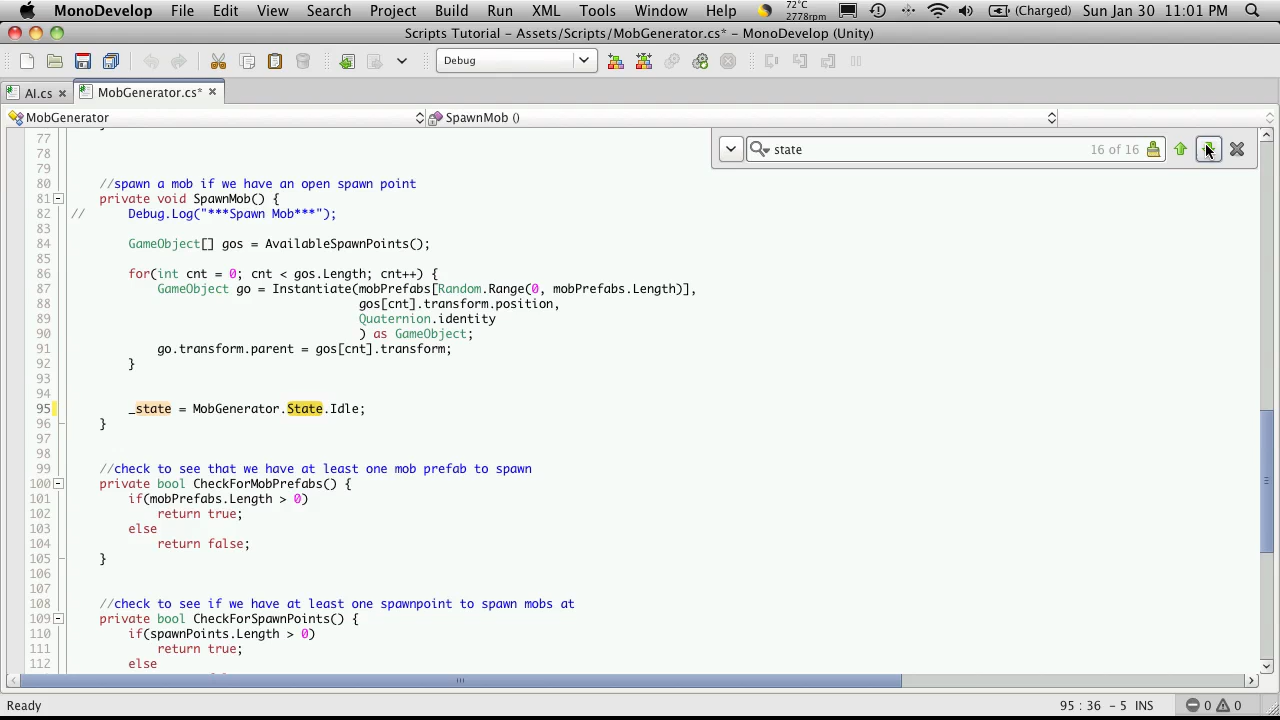 MonoDevelop File Edit View Search Project Build Run XML Tools Window Help 72°C 2778rpm (Charged) Sun Jan 30 11:01 PM
Scripts Tutorial - Assets/Scripts/MobGenerator.cs* - MonoDevelop (Unity)
Debug
AI.cs MobGenerator.cs*
MobGenerator SpawnMob ()
state 16 of 16
77
78
79
80 //spawn a mob if we have an open spawn point
81 private void SpawnMob() {
82 // Debug.Log("***Spawn Mob***");
83
84 GameObject[] gos = AvailableSpawnPoints();
85
86 for(int cnt = 0; cnt < gos.Length; cnt++) {
87 GameObject go = Instantiate(mobPrefabs[Random.Range(0, mobPrefabs.Length)],
88 gos[cnt].transform.position,
89 Quaternion.identity
90 ) as GameObject;
91 go.transform.parent = gos[cnt].transform;
92 }
93
94
95 _state = MobGenerator.State.Idle;
96 }
97
98
99 //check to see that we have at least one mob prefab to spawn
100 private bool CheckForMobPrefabs() {
101 if(mobPrefabs.Length > 0)
102 return true;
103 else
104 return false;
105 }
106
107
108 //check to see if we have at least one spawnpoint to spawn mobs at
109 private bool CheckForSpawnPoints() {
110 if(spawnPoints.Length > 0)
111 return true;
112 else
Ready 95 : 36 - 5 INS 0 0